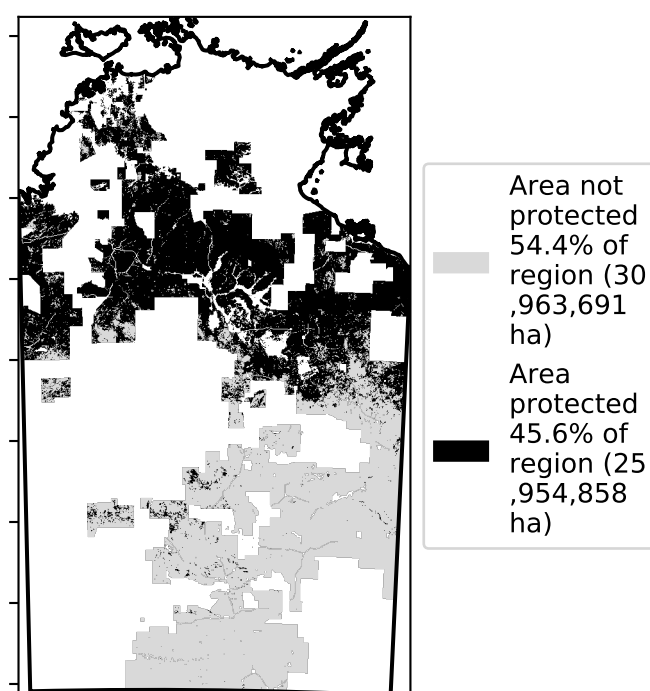 Area not
protected
54.4% of
region (30
,963,691
ha)
Area
protected
45.6% of
region (25
,954,858
ha)